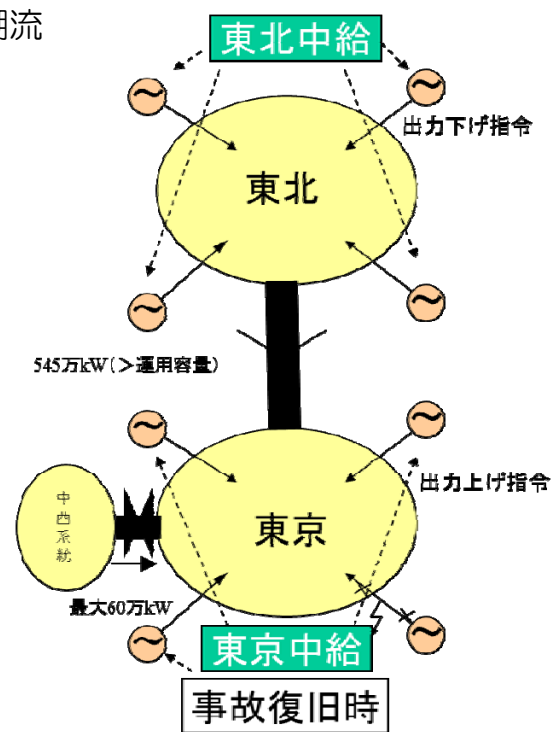 潮流
東北中給
出力下げ指令
東北
545万kW(>運用容量)
出力上げ指令
中西系統
東京
最大60万kW
東京中給
事故復旧時